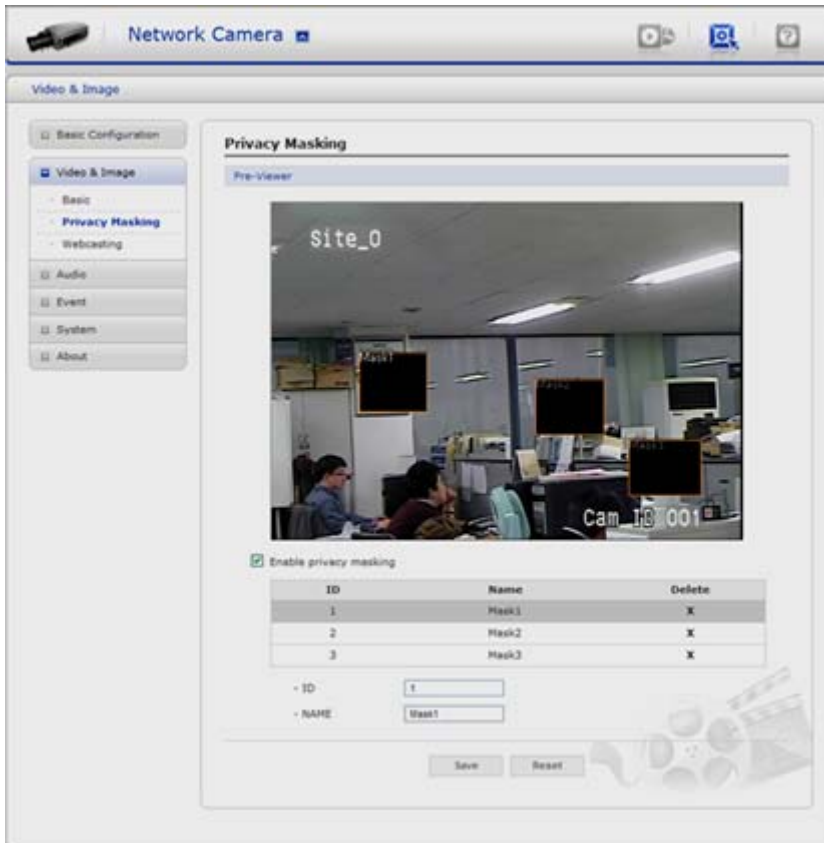 Network Camera
Video & Image
Basic Configuration
Video & Image
Basic
Privacy Masking
Webcasting
Audio
Event
System
About
Privacy Masking
Pre-Viewer
Site_0
Mask1
Mask2
Mask3
Cam_ID 001
Enable privacy masking
ID Name Delete
1 Mask1 X
2 Mask2 X
3 Mask3 X
- ID 1
- NAME Mask1
Save Reset